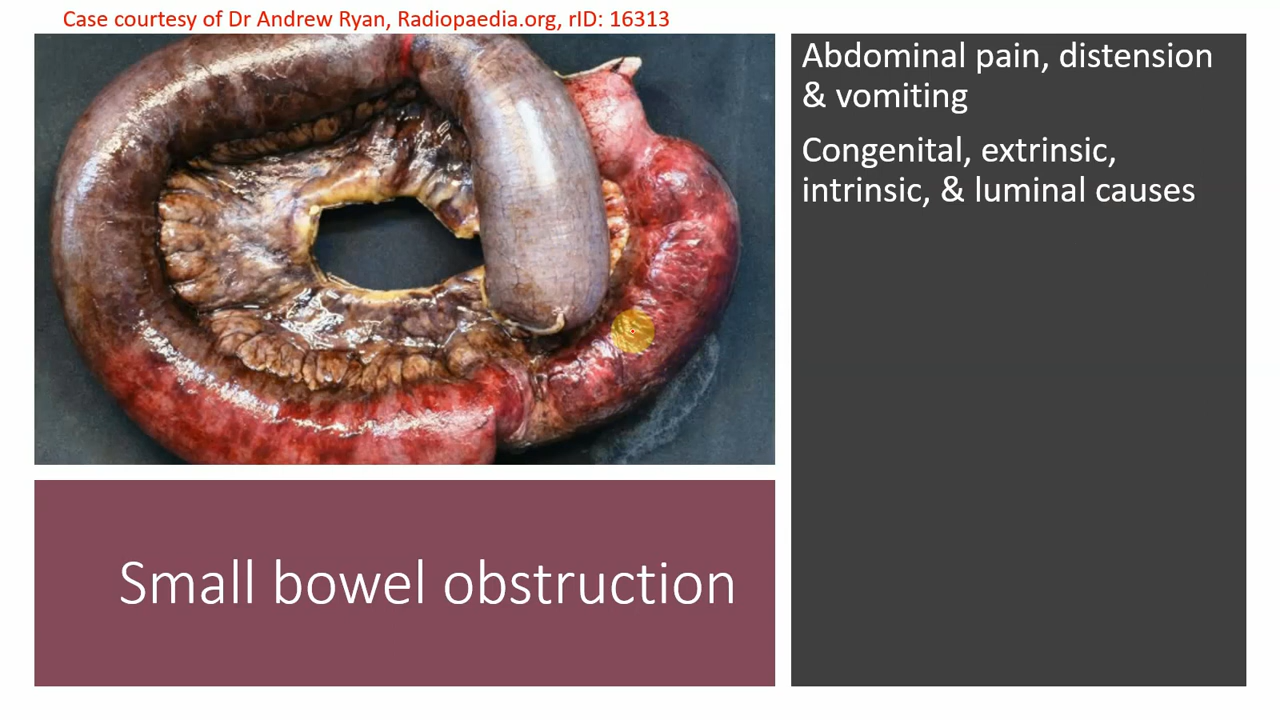 Case courtesy of Dr Andrew Ryan, Radiopaedia.org, rID: 16313
Abdominal pain, distension
& vomiting
Congenital, extrinsic,
intrinsic, & luminal causes
Small bowel obstruction